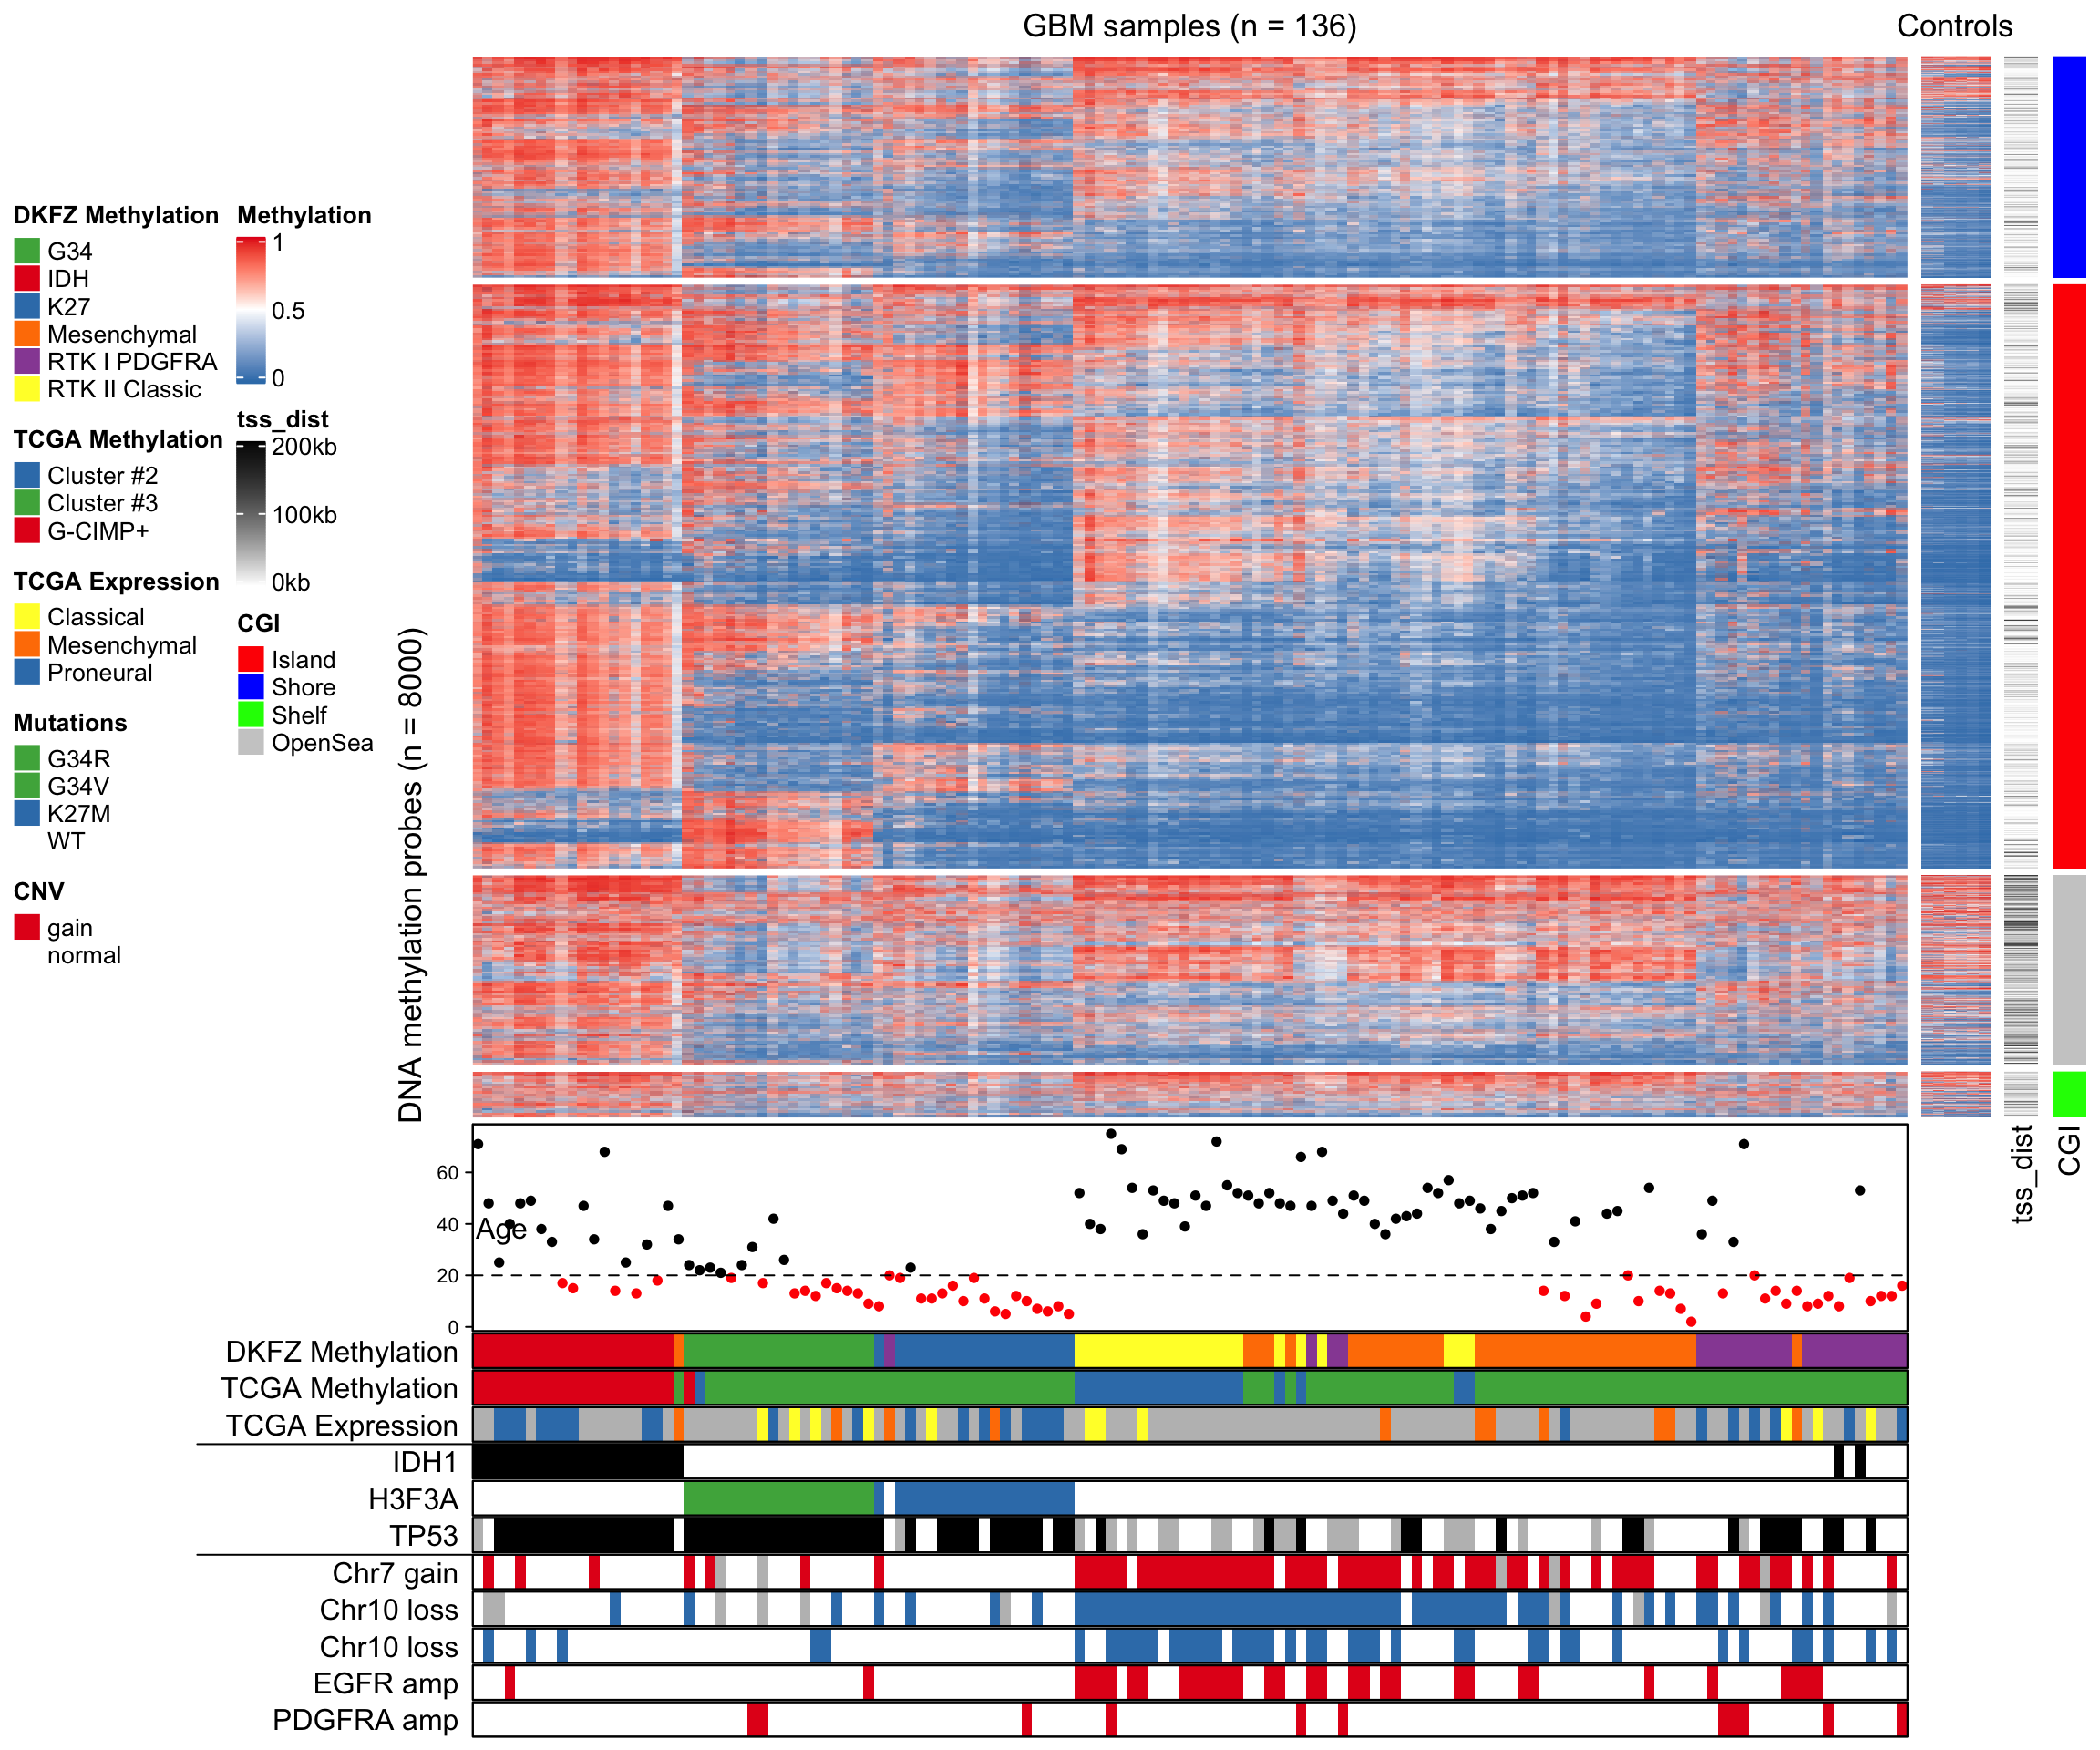 GBM samples (n = 136)
Controls
DKFZ Methylation
G34
IDH
K27
Mesenchymal
RTK I PDGFRA
RTK II Classic
TCGA Methylation
Cluster #2
Cluster #3
G-CIMP+
TCGA Expression
Classical
Mesenchymal
Proneural
Mutations
G34R
G34V
K27M
WT
CNV
gain
normal
Methylation
1
0.5
0
tss_dist
200kb
100kb
0kb
CGI
Island
Shore
Shelf
OpenSea
DNA methylation probes (n = 8000)
60
40
20
0
Age
tss_dist
CGI
DKFZ Methylation
TCGA Methylation
TCGA Expression
IDH1
H3F3A
TP53
Chr7 gain
Chr10 loss
Chr10 loss
EGFR amp
PDGFRA amp